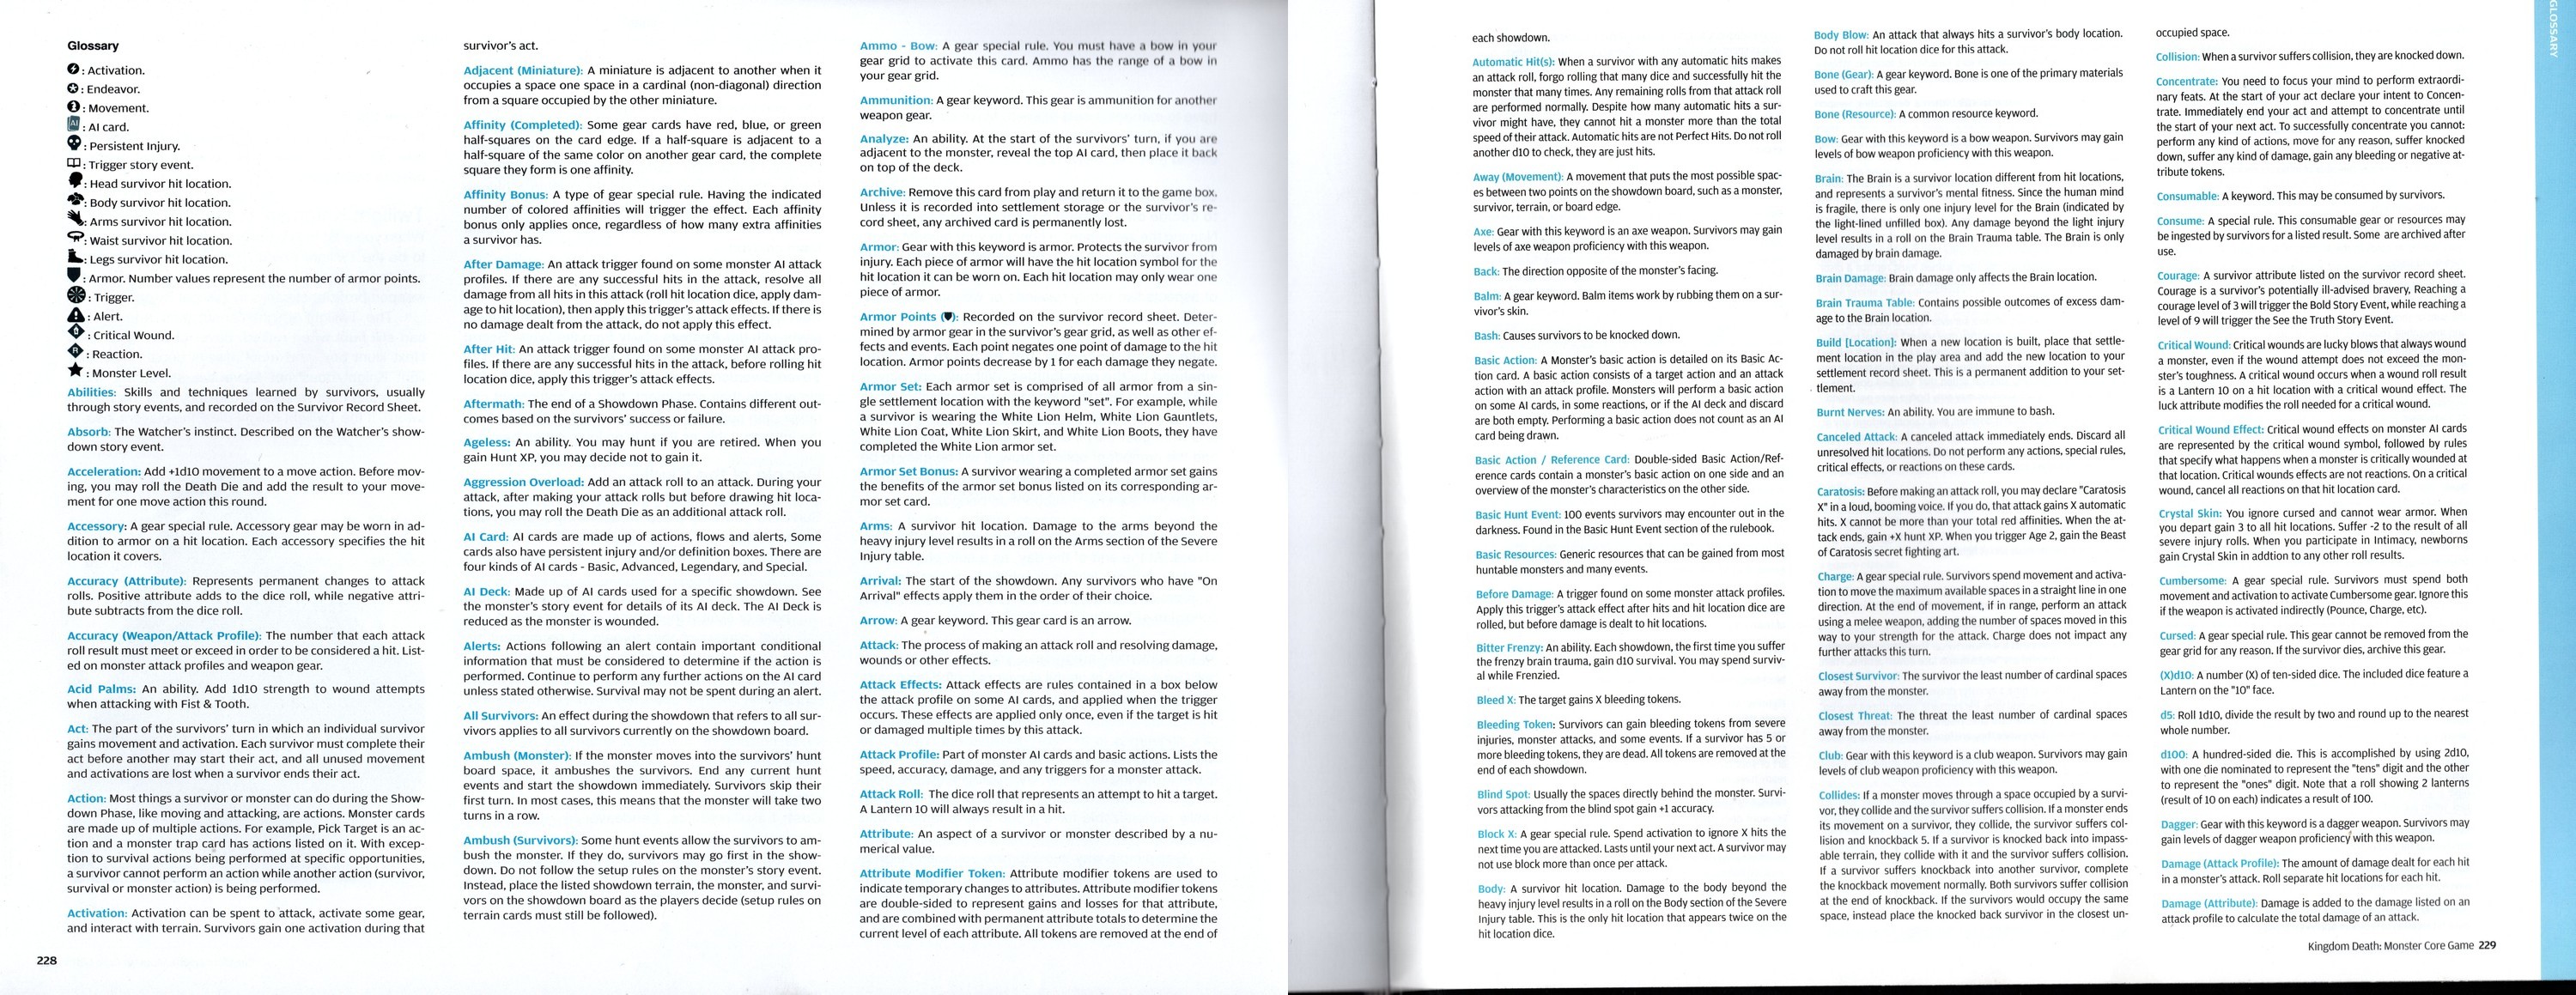 Glossary
: Activation.
: Endeavor.
: Movement.
AI : AI card.
: Persistent Injury.
: Trigger story event.
: Head survivor hit location.
: Body survivor hit location.
: Arms survivor hit location.
: Waist survivor hit location.
: Legs survivor hit location.
: Armor. Number values represent the number of armor points.
: Trigger.
: Alert.
: Critical Wound.
R : Reaction.
: Monster Level.
Abilities: Skills and techniques learned by survivors, usually
through story events, and recorded on the Survivor Record Sheet.
Absorb: The Watcher's instinct. Described on the Watcher's show-
down story event.
Acceleration: Add +1d10 movement to a move action. Before mov-
ing, you may roll the Death Die and add the result to your move-
ment for one move action this round.
Accessory: A gear special rule. Accessory gear may be worn in ad-
dition to armor on a hit location. Each accessory specifies the hit
location it covers.
Accuracy (Attribute): Represents permanent changes to attack
rolls. Positive attribute adds to the dice roll, while negative attri-
bute subtracts from the dice roll.
Accuracy (Weapon/Attack Profile): The number that each attack
roll result must meet or exceed in order to be considered a hit. List-
ed on monster attack profiles and weapon gear.
Acid Palms: An ability. Add 1d10 strength to wound attempts
when attacking with Fist & Tooth.
Act: The part of the survivors' turn in which an individual survivor
gains movement and activation. Each survivor must complete their
act before another may start their act, and all unused movement
and activations are lost when a survivor ends their act.
Action: Most things a survivor or monster can do during the Show-
down Phase, like moving and attacking, are actions. Monster cards
are made up of multiple actions. For example, Pick Target is an ac-
tion and a monster trap card has actions listed on it. With excep-
tion to survival actions being performed at specific opportunities,
a survivor cannot perform an action while another action (survivor,
survival or monster action) is being performed.
Activation: Activation can be spent to attack, activate some gear,
and interact with terrain. Survivors gain one activation during that
228
survivor's act.
Adjacent (Miniature): A miniature is adjacent to another when it
occupies a space one space in a cardinal (non-diagonal) direction
from a square occupied by the other miniature.
Affinity (Completed): Some gear cards have red, blue, or green
half-squares on the card edge. If a half-square is adjacent to a
half-square of the same color on another gear card, the complete
square they form is one affinity.
Affinity Bonus: A type of gear special rule. Having the indicated
number of colored affinities will trigger the effect. Each affinity
bonus only applies once, regardless of how many extra affinities
a survivor has.
After Damage: An attack trigger found on some monster AI attack
profiles. If there are any successful hits in the attack, resolve all
damage from all hits in this attack (roll hit location dice, apply dam-
age to hit location), then apply this trigger's attack effects. If there is
no damage dealt from the attack, do not apply this effect.
After Hit: An attack trigger found on some monster AI attack pro-
files. If there are any successful hits in the attack, before rolling hit
location dice, apply this trigger's attack effects.
Aftermath: The end of a Showdown Phase. Contains different out-
comes based on the survivors' success or failure.
Ageless: An ability. You may hunt if you are retired. When you
gain Hunt XP, you may decide not to gain it.
Aggression Overload: Add an attack roll to an attack. During your
attack, after making your attack rolls but before drawing hit loca-
tions, you may roll the Death Die as an additional attack roll.
AI Card: AI cards are made up of actions, flows and alerts, Some
cards also have persistent injury and/or definition boxes. There are
four kinds of AI cards - Basic, Advanced, Legendary, and Special.
AI Deck: Made up of AI cards used for a specific showdown. See
the monster's story event for details of its AI deck. The AI Deck is
reduced as the monster is wounded.
Alerts: Actions following an alert contain important conditional
information that must be considered to determine if the action is
performed. Continue to perform any further actions on the AI card
unless stated otherwise. Survival may not be spent during an alert.
All Survivors: An effect during the showdown that refers to all sur-
vivors applies to all survivors currently on the showdown board.
Ambush (Monster): If the monster moves into the survivors' hunt
board space, it ambushes the survivors. End any current hunt
events and start the showdown immediately. Survivors skip their
first turn. In most cases, this means that the monster will take two
turns in a row.
Ambush (Survivors): Some hunt events allow the survivors to am-
bush the monster. If they do, survivors may go first in the show-
down. Do not follow the setup rules on the monster's story event.
Instead, place the listed showdown terrain, the monster, and survi-
vors on the showdown board as the players decide (setup rules on
terrain cards must still be followed).
Ammo - Bow: A gear special rule. You must have a bow in your
gear grid to activate this card. Ammo has the range of a bow in
your gear grid.
Ammunition: A gear keyword. This gear is ammunition for another
weapon gear.
Analyze: An ability. At the start of the survivors' turn, if you are
adjacent to the monster, reveal the top AI card, then place it back
on top of the deck.
Archive: Remove this card from play and return it to the game box.
Unless it is recorded into settlement storage or the survivor's re-
cord sheet, any archived card is permanently lost.
Armor: Gear with this keyword is armor. Protects the survivor from
injury. Each piece of armor will have the hit location symbol for the
hit location it can be worn on. Each hit location may only wear one
piece of armor.
Armor Points ( ): Recorded on the survivor record sheet. Deter-
mined by armor gear in the survivor's gear grid, as well as other ef-
fects and events. Each point negates one point of damage to the hit
location. Armor points decrease by 1 for each damage they negate.
Armor Set: Each armor set is comprised of all armor from a sin-
gle settlement location with the keyword "set". For example, while
a survivor is wearing the White Lion Helm, White Lion Gauntlets,
White Lion Coat, White Lion Skirt, and White Lion Boots, they have
completed the White Lion armor set.
Armor Set Bonus: A survivor wearing a completed armor set gains
the benefits of the armor set bonus listed on its corresponding ar-
mor set card.
Arms: A survivor hit location. Damage to the arms beyond the
heavy injury level results in a roll on the Arms section of the Severe
Injury table.
Arrival: The start of the showdown. Any survivors who have "On
Arrival" effects apply them in the order of their choice.
Arrow: A gear keyword. This gear card is an arrow.
Attack: The process of making an attack roll and resolving damage,
wounds or other effects.
Attack Effects: Attack effects are rules contained in a box below
the attack profile on some AI cards, and applied when the trigger
occurs. These effects are applied only once, even if the target is hit
or damaged multiple times by this attack.
Attack Profile: Part of monster AI cards and basic actions. Lists the
speed, accuracy, damage, and any triggers for a monster attack.
Attack Roll: The dice roll that represents an attempt to hit a target.
A Lantern 10 will always result in a hit.
Attribute: An aspect of a survivor or monster described by a nu-
merical value.
Attribute Modifier Token: Attribute modifier tokens are used to
indicate temporary changes to attributes. Attribute modifier tokens
are double-sided to represent gains and losses for that attribute,
and are combined with permanent attribute totals to determine the
current level of each attribute. All tokens are removed at the end of
each showdown.
Automatic Hit(s): When a survivor with any automatic hits makes
an attack roll, forgo rolling that many dice and successfully hit the
monster that many times. Any remaining rolls from that attack roll
are performed normally. Despite how many automatic hits a sur-
vivor might have, they cannot hit a monster more than the total
speed of their attack. Automatic hits are not Perfect Hits. Do not roll
another d10 to check, they are just hits.
Away (Movement): A movement that puts the most possible spac-
es between two points on the showdown board, such as a monster,
survivor, terrain, or board edge.
Axe: Gear with this keyword is an axe weapon. Survivors may gain
levels of axe weapon proficiency with this weapon.
Back: The direction opposite of the monster's facing.
Balm: A gear keyword. Balm items work by rubbing them on a sur-
vivor's skin.
Bash: Causes survivors to be knocked down.
Basic Action: A Monster's basic action is detailed on its Basic Ac-
tion card. A basic action consists of a target action and an attack
action with an attack profile. Monsters will perform a basic action
on some AI cards, in some reactions, or if the AI deck and discard
are both empty. Performing a basic action does not count as an AI
card being drawn.
Basic Action / Reference Card: Double-sided Basic Action/Ref-
erence cards contain a monster's basic action on one side and an
overview of the monster's characteristics on the other side.
Basic Hunt Event: 100 events survivors may encounter out in the
darkness. Found in the Basic Hunt Event section of the rulebook.
Basic Resources: Generic resources that can be gained from most
huntable monsters and many events.
Before Damage: A trigger found on some monster attack profiles.
Apply this trigger's attack effect after hits and hit location dice are
rolled, but before damage is dealt to hit locations.
Bitter Frenzy: An ability. Each showdown, the first time you suffer
the frenzy brain trauma, gain d10 survival. You may spend surviv-
al while Frenzied.
Bleed X: The target gains X bleeding tokens.
Bleeding Token: Survivors can gain bleeding tokens from severe
injuries, monster attacks, and some events. If a survivor has 5 or
more bleeding tokens, they are dead. All tokens are removed at the
end of each showdown.
Blind Spot: Usually the spaces directly behind the monster. Survi-
vors attacking from the blind spot gain +1 accuracy.
Block X: A gear special rule. Spend activation to ignore X hits the
next time you are attacked. Lasts until your next act. A survivor may
not use block more than once per attack.
Body: A survivor hit location. Damage to the body beyond the
heavy injury level results in a roll on the Body section of the Severe
Injury table. This is the only hit location that appears twice on the
hit location dice.
Body Blow: An attack that always hits a survivor's body location.
Do not roll hit location dice for this attack.
Bone (Gear): A gear keyword. Bone is one of the primary materials
used to craft this gear.
Bone (Resource): A common resource keyword.
Bow: Gear with this keyword is a bow weapon. Survivors may gain
levels of bow weapon proficiency with this weapon.
Brain: The Brain is a survivor location different from hit locations,
and represents a survivor's mental fitness. Since the human mind
is fragile, there is only one injury level for the Brain (indicated by
the light-lined unfilled box). Any damage beyond the light injury
level results in a roll on the Brain Trauma table. The Brain is only
damaged by brain damage.
Brain Damage: Brain damage only affects the Brain location.
Brain Trauma Table: Contains possible outcomes of excess dam-
age to the Brain location.
Build [Location]: When a new location is built, place that settle-
ment location in the play area and add the new location to your
settlement record sheet. This is a permanent addition to your set-
tlement.
Burnt Nerves: An ability. You are immune to bash.
Canceled Attack: A canceled attack immediately ends. Discard all
unresolved hit locations. Do not perform any actions, special rules,
critical effects, or reactions on these cards.
Caratosis: Before making an attack roll, you may declare "Caratosis
X" in a loud, booming voice. If you do, that attack gains X automatic
hits. X cannot be more than your total red affinities. When the at-
tack ends, gain +X hunt XP. When you trigger Age 2, gain the Beast
of Caratosis secret fighting art.
Charge: A gear special rule. Survivors spend movement and activa-
tion to move the maximum available spaces in a straight line in one
direction. At the end of movement, if in range, perform an attack
using a melee weapon, adding the number of spaces moved in this
way to your strength for the attack. Charge does not impact any
further attacks this turn.
Closest Survivor: The survivor the least number of cardinal spaces
away from the monster.
Closest Threat: The threat the least number of cardinal spaces
away from the monster.
Club: Gear with this keyword is a club weapon. Survivors may gain
levels of club weapon proficiency with this weapon.
Collides: If a monster moves through a space occupied by a survi-
vor, they collide and the survivor suffers collision. If a monster ends
its movement on a survivor, they collide, the survivor suffers col-
lision and knockback 5. If a survivor is knocked back into impass-
able terrain, they collide with it and the survivor suffers collision.
If a survivor suffers knockback into another survivor, complete
the knockback movement normally. Both survivors suffer collision
at the end of knockback. If the survivors would occupy the same
space, instead place the knocked back survivor in the closest un-
occupied space.
Collision: When a survivor suffers collision, they are knocked down.
Concentrate: You need to focus your mind to perform extraordi-
nary feats. At the start of your act declare your intent to Concen-
trate. Immediately end your act and attempt to concentrate until
the start of your next act. To successfully concentrate you cannot:
perform any kind of actions, move for any reason, suffer knocked
down, suffer any kind of damage, gain any bleeding or negative at-
tribute tokens.
Consumable: A keyword. This may be consumed by survivors.
Consume: A special rule. This consumable gear or resources may
be ingested by survivors for a listed result. Some are archived after
use.
Courage: A survivor attribute listed on the survivor record sheet.
Courage is a survivor's potentially ill-advised bravery, Reaching a
courage level of 3 will trigger the Bold Story Event, while reaching a
level of 9 will trigger the See the Truth Story Event.
Critical Wound: Critical wounds are lucky blows that always wound
a monster, even if the wound attempt does not exceed the mon-
ster's toughness. A critical wound occurs when a wound roll result
is a Lantern 10 on a hit location with a critical wound effect. The
luck attribute modifies the roll needed for a critical wound.
Critical Wound Effect: Critical wound effects on monster AI cards
are represented by the critical wound symbol, followed by rules
that specify what happens when a monster is critically wounded at
that location. Critical wounds effects are not reactions. On a critical
wound, cancel all reactions on that hit location card.
Crystal Skin: You ignore cursed and cannot wear armor. When
you depart gain 3 to all hit locations. Suffer -2 to the result of all
severe injury rolls. When you participate in Intimacy, newborns
gain Crystal Skin in addtion to any other roll results.
Cumbersome: A gear special rule. Survivors must spend both
movement and activation to activate Cumbersome gear. Ignore this
if the weapon is activated indirectly (Pounce, Charge, etc).
Cursed: A gear special rule. This gear cannot be removed from the
gear grid for any reason. If the survivor dies, archive this gear.
(X)d10: A number (X) of ten-sided dice. The included dice feature a
Lantern on the "10" face.
d5: Roll 1d10, divide the result by two and round up to the nearest
whole number.
d100: A hundred-sided die. This is accomplished by using 2d10,
with one die nominated to represent the "tens" digit and the other
to represent the "ones" digit. Note that a roll showing 2 lanterns
(result of 10 on each) indicates a result of 100.
Dagger: Gear with this keyword is a dagger weapon. Survivors may
gain levels of dagger weapon proficiency with this weapon.
Damage (Attack Profile): The amount of damage dealt for each hit
in a monster's attack. Roll separate hit locations for each hit.
Damage (Attribute): Damage is added to the damage listed on an
attack profile to calculate the total damage of an attack.
Kingdom Death: Monster Core Game 229
GLOSSARY